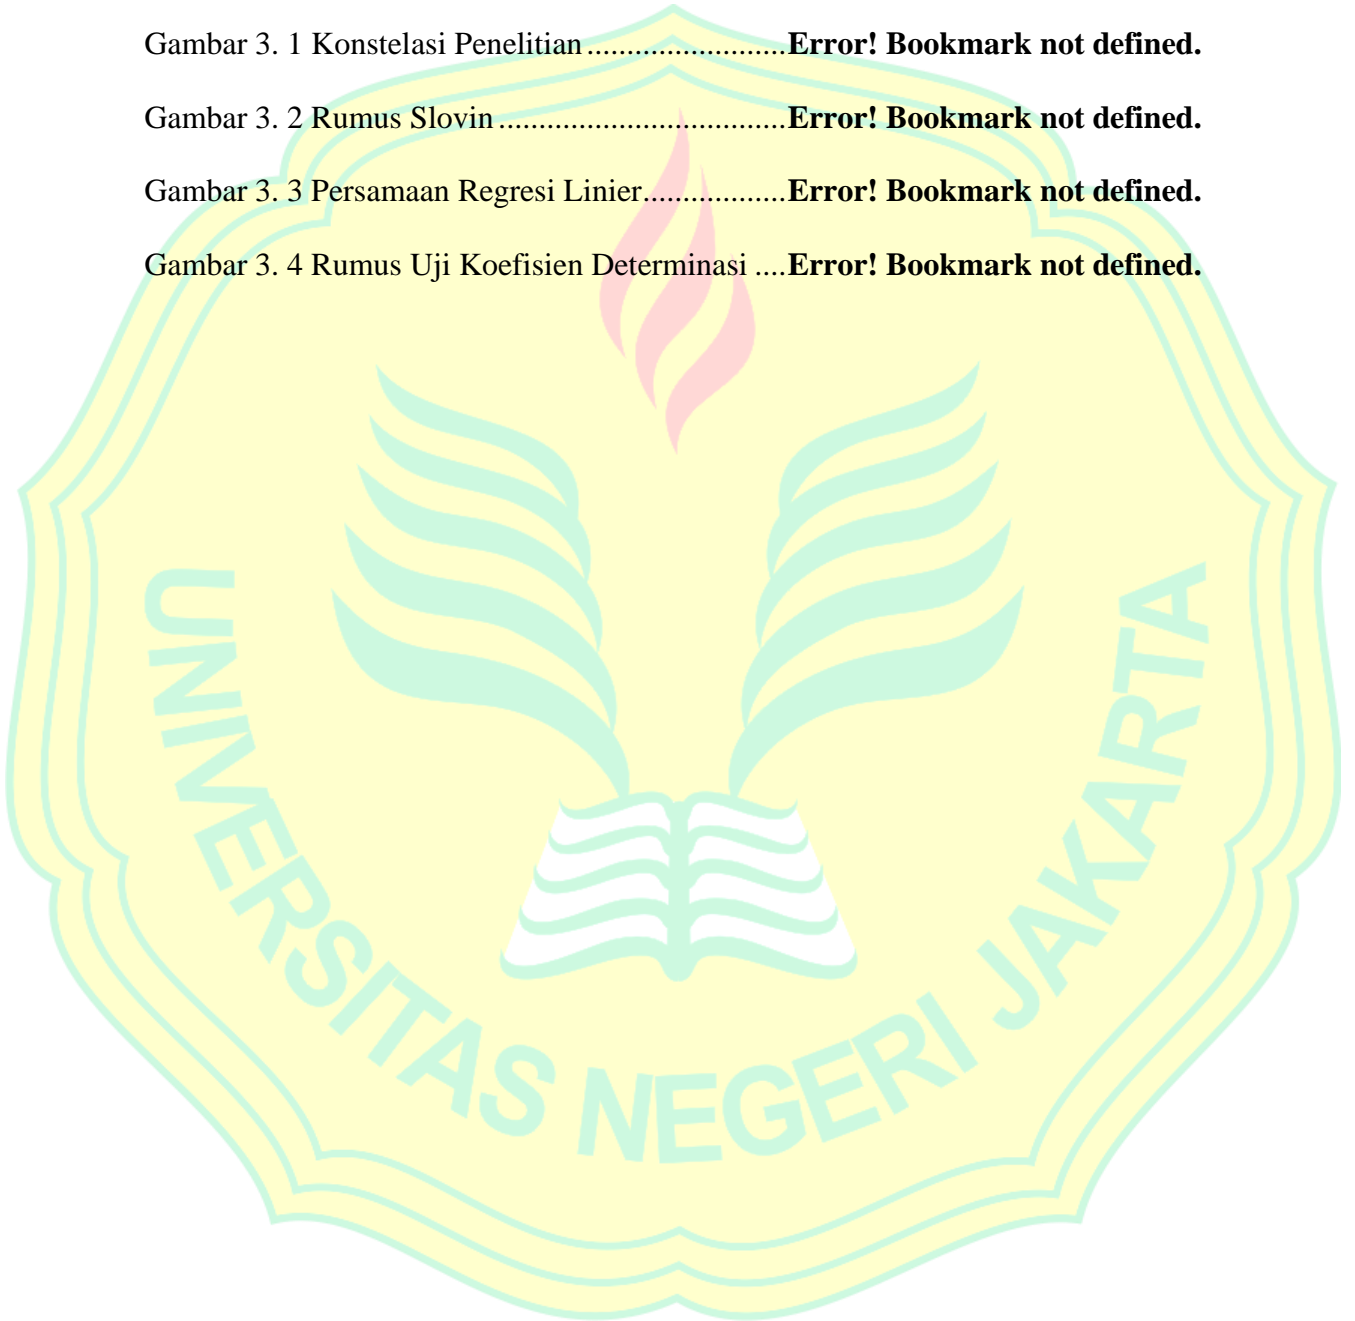 Gambar 3. 1 Konstelasi Penelitian.........................Error! Bookmark not defined.
Gambar 3. 2 Rumus Slovin....................................Error! Bookmark not defined.
Gambar 3. 3 Persamaan Regresi Linier..................Error! Bookmark not defined.
Gambar 3. 4 Rumus Uji Koefisien Determinasi ....Error! Bookmark not defined.
UNIVERSITAS NEGERI JAKARTA